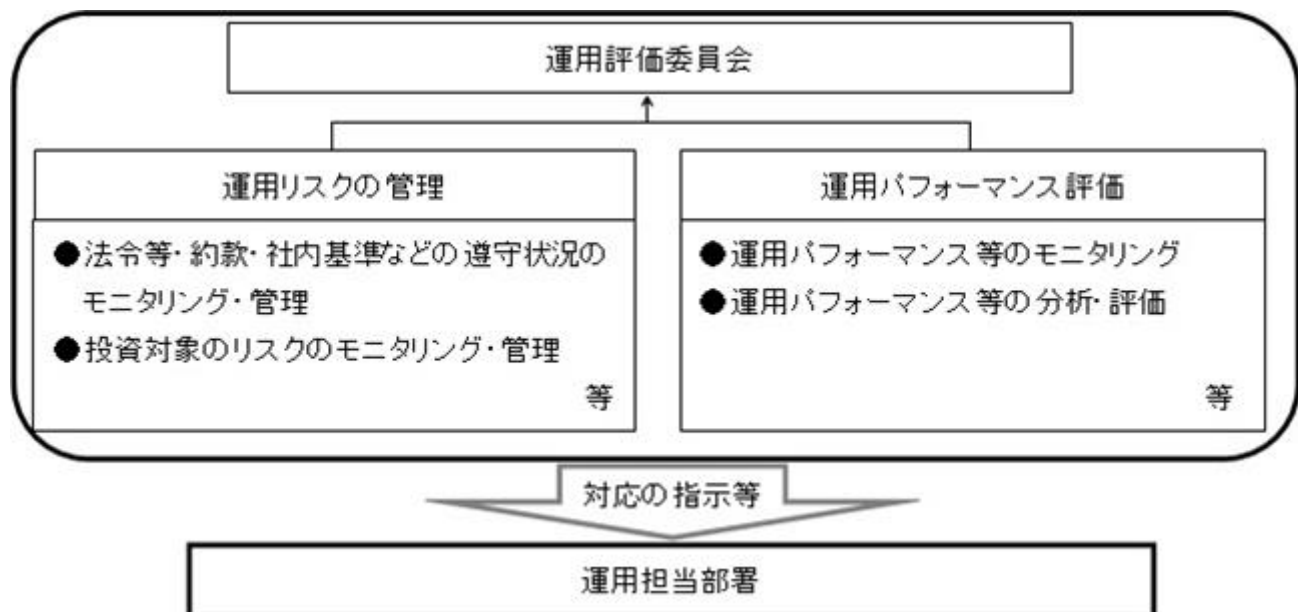 運用評価委員会
運用リスクの管理
●法令等・約款・社内基準などの遵守状況の
モニタリング・管理
●投資対象のリスクのモニタリング・管理
等
運用パフォーマンス評価
●運用パフォーマンス等のモニタリング
●運用パフォーマンス等の分析・評価
等
対応の指示等
運用担当部署